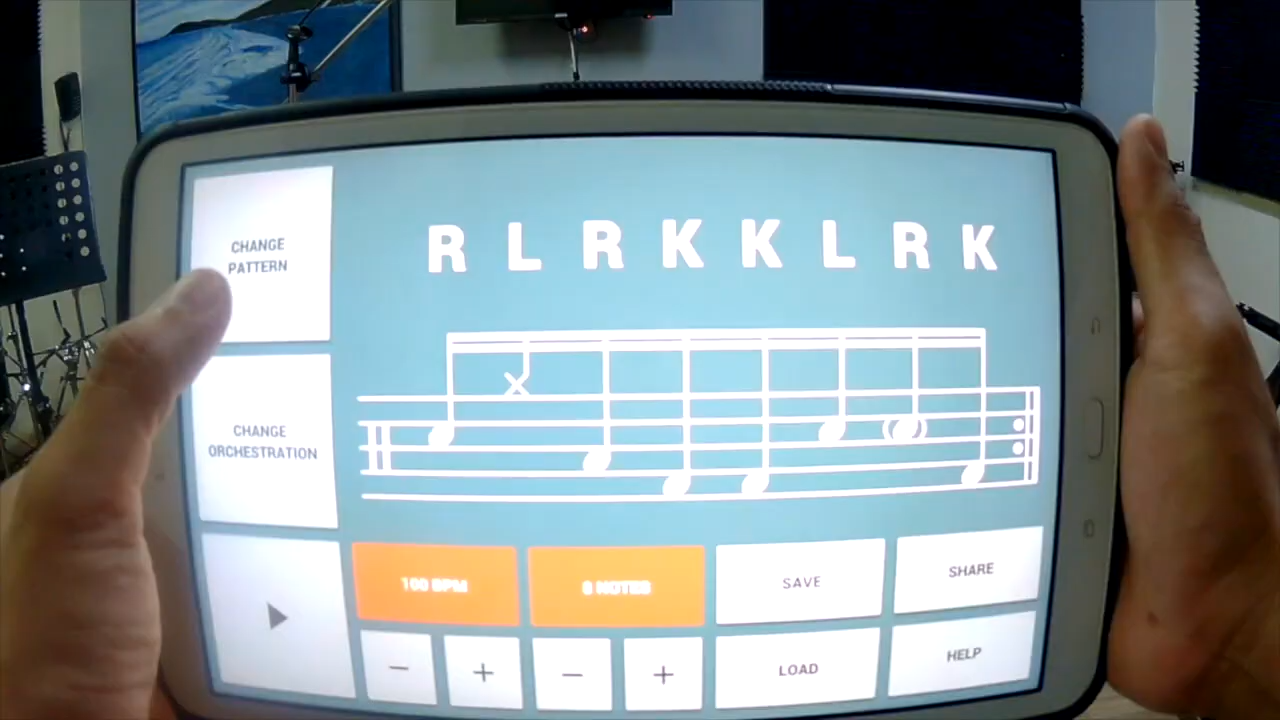 CHANGE
PATTERN
R L R K K L R K
CHANGE
ORCHESTRATION
100 BPM
8 NOTES
SAVE
SHARE
− +
− +
LOAD
HELP